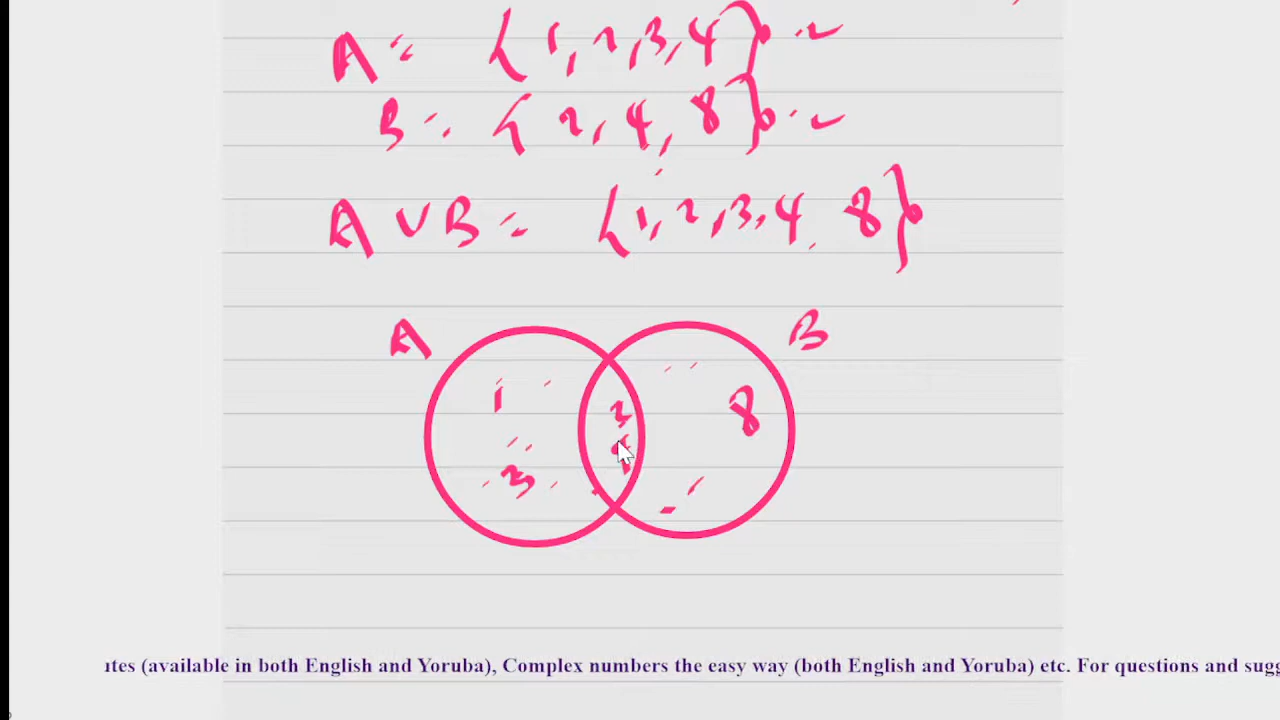 A = {1, 2, 3, 4}
B = {2, 4, 8}
A ∪ B = {1, 2, 3, 4 8}
A B
1 2 8
3 4
ıtes (available in both English and Yoruba), Complex numbers the easy way (both English and Yoruba) etc. For questions and sugg